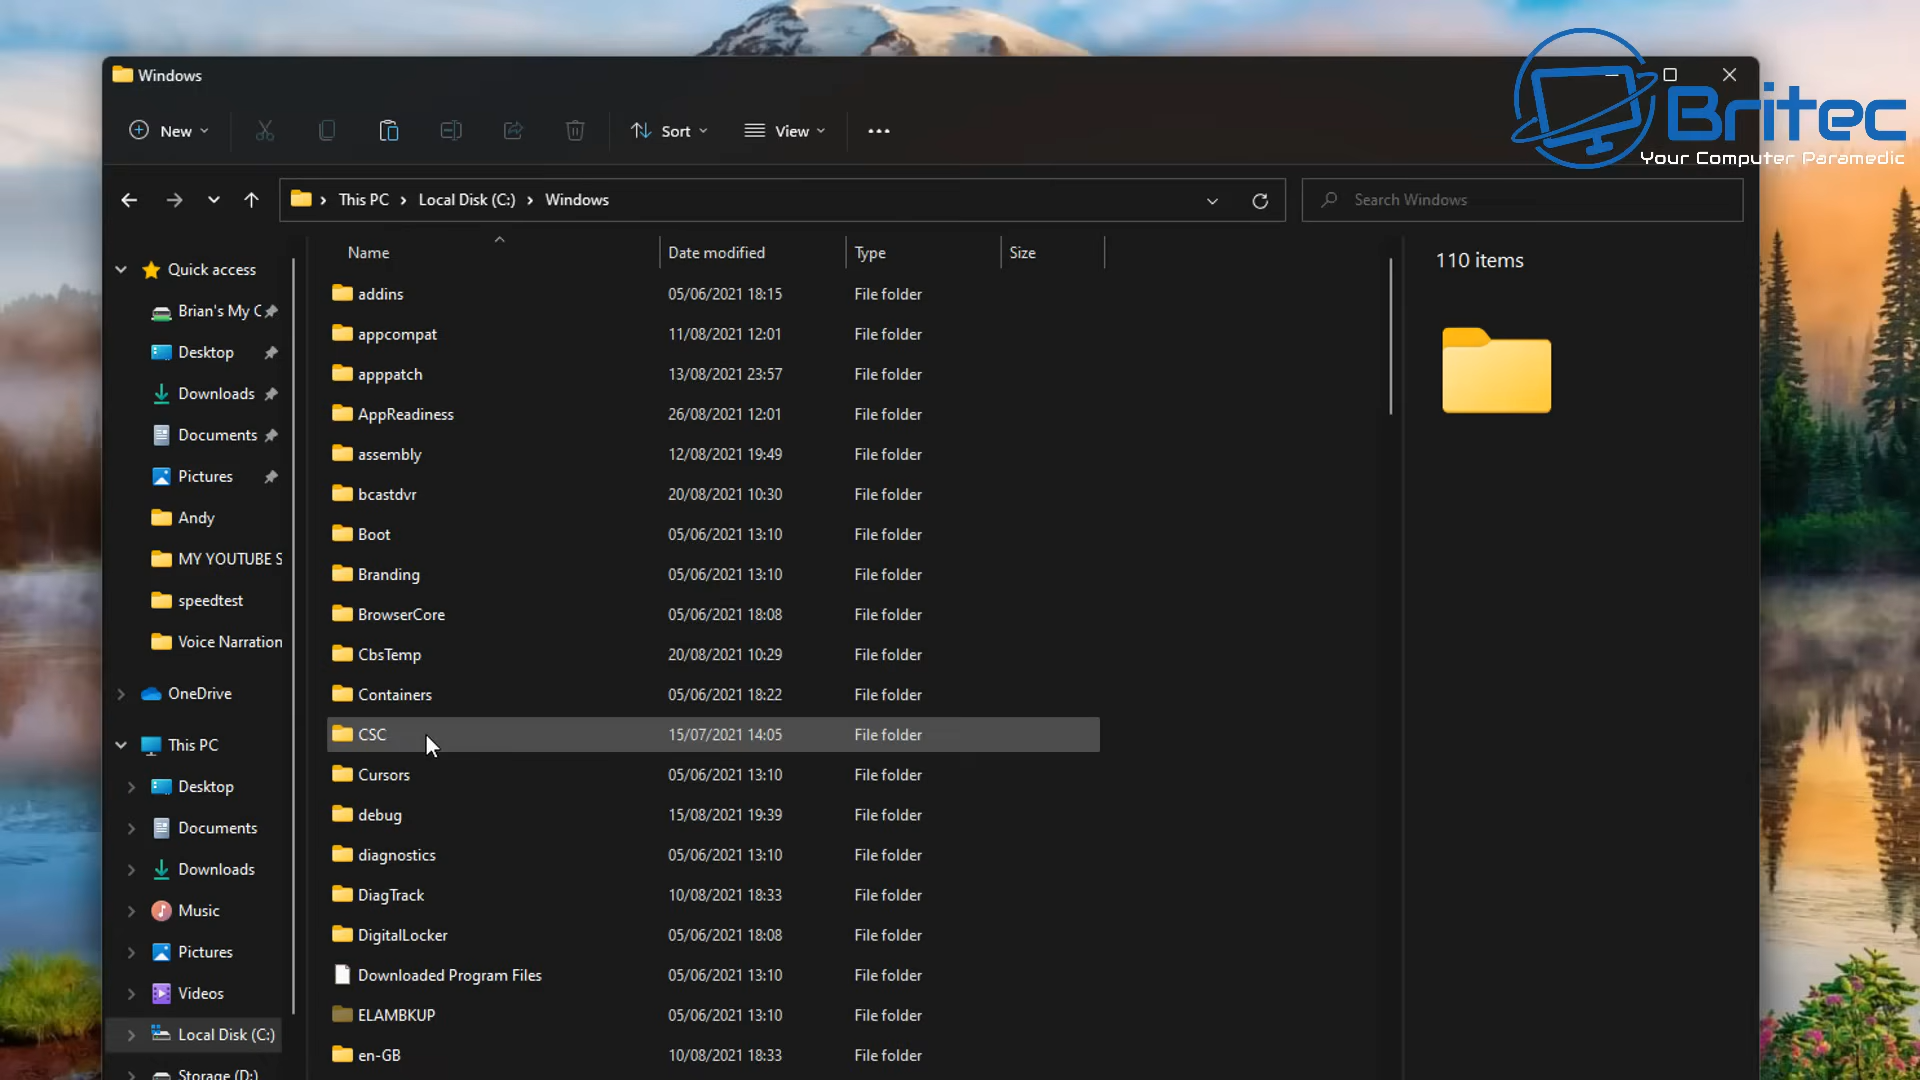 Windows
Britec
Your Computer Paramedic
New
Sort
View
This PC
Local Disk (C:)
Windows
Search Windows
Name
Date modified
Type
Size
110 items
Quick access
Brian's My C
Desktop
Downloads
Documents
Pictures
Andy
MY YOUTUBE S
speedtest
Voice Narration
OneDrive
This PC
Desktop
Documents
Downloads
Music
Pictures
Videos
Local Disk (C:)
Storage (D:)
addins 05/06/2021 18:15 File folder
appcompat 11/08/2021 12:01 File folder
apppatch 13/08/2021 23:57 File folder
AppReadiness 26/08/2021 12:01 File folder
assembly 12/08/2021 19:49 File folder
bcastdvr 20/08/2021 10:30 File folder
Boot 05/06/2021 13:10 File folder
Branding 05/06/2021 13:10 File folder
BrowserCore 05/06/2021 18:08 File folder
CbsTemp 20/08/2021 10:29 File folder
Containers 05/06/2021 18:22 File folder
CSC 15/07/2021 14:05 File folder
Cursors 05/06/2021 13:10 File folder
debug 15/08/2021 19:39 File folder
diagnostics 05/06/2021 13:10 File folder
DiagTrack 10/08/2021 18:33 File folder
DigitalLocker 05/06/2021 18:08 File folder
Downloaded Program Files 05/06/2021 13:10 File folder
ELAMBKUP 05/06/2021 13:10 File folder
en-GB 10/08/2021 18:33 File folder